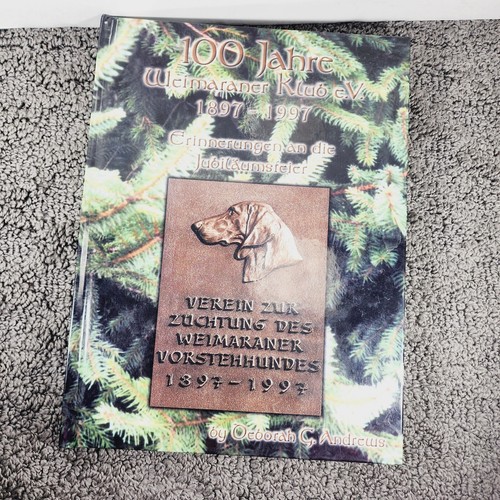 100 Jahre
Weimaraner Klub e.V.
1897-1997
Erinnerungen an die
Jubiläumsfeier
VEREIN ZUR
ZÜCHTUNG DES
WEIMARANER
VORSTEHHUNDES
1897-1997
by Deborah G. Andrews